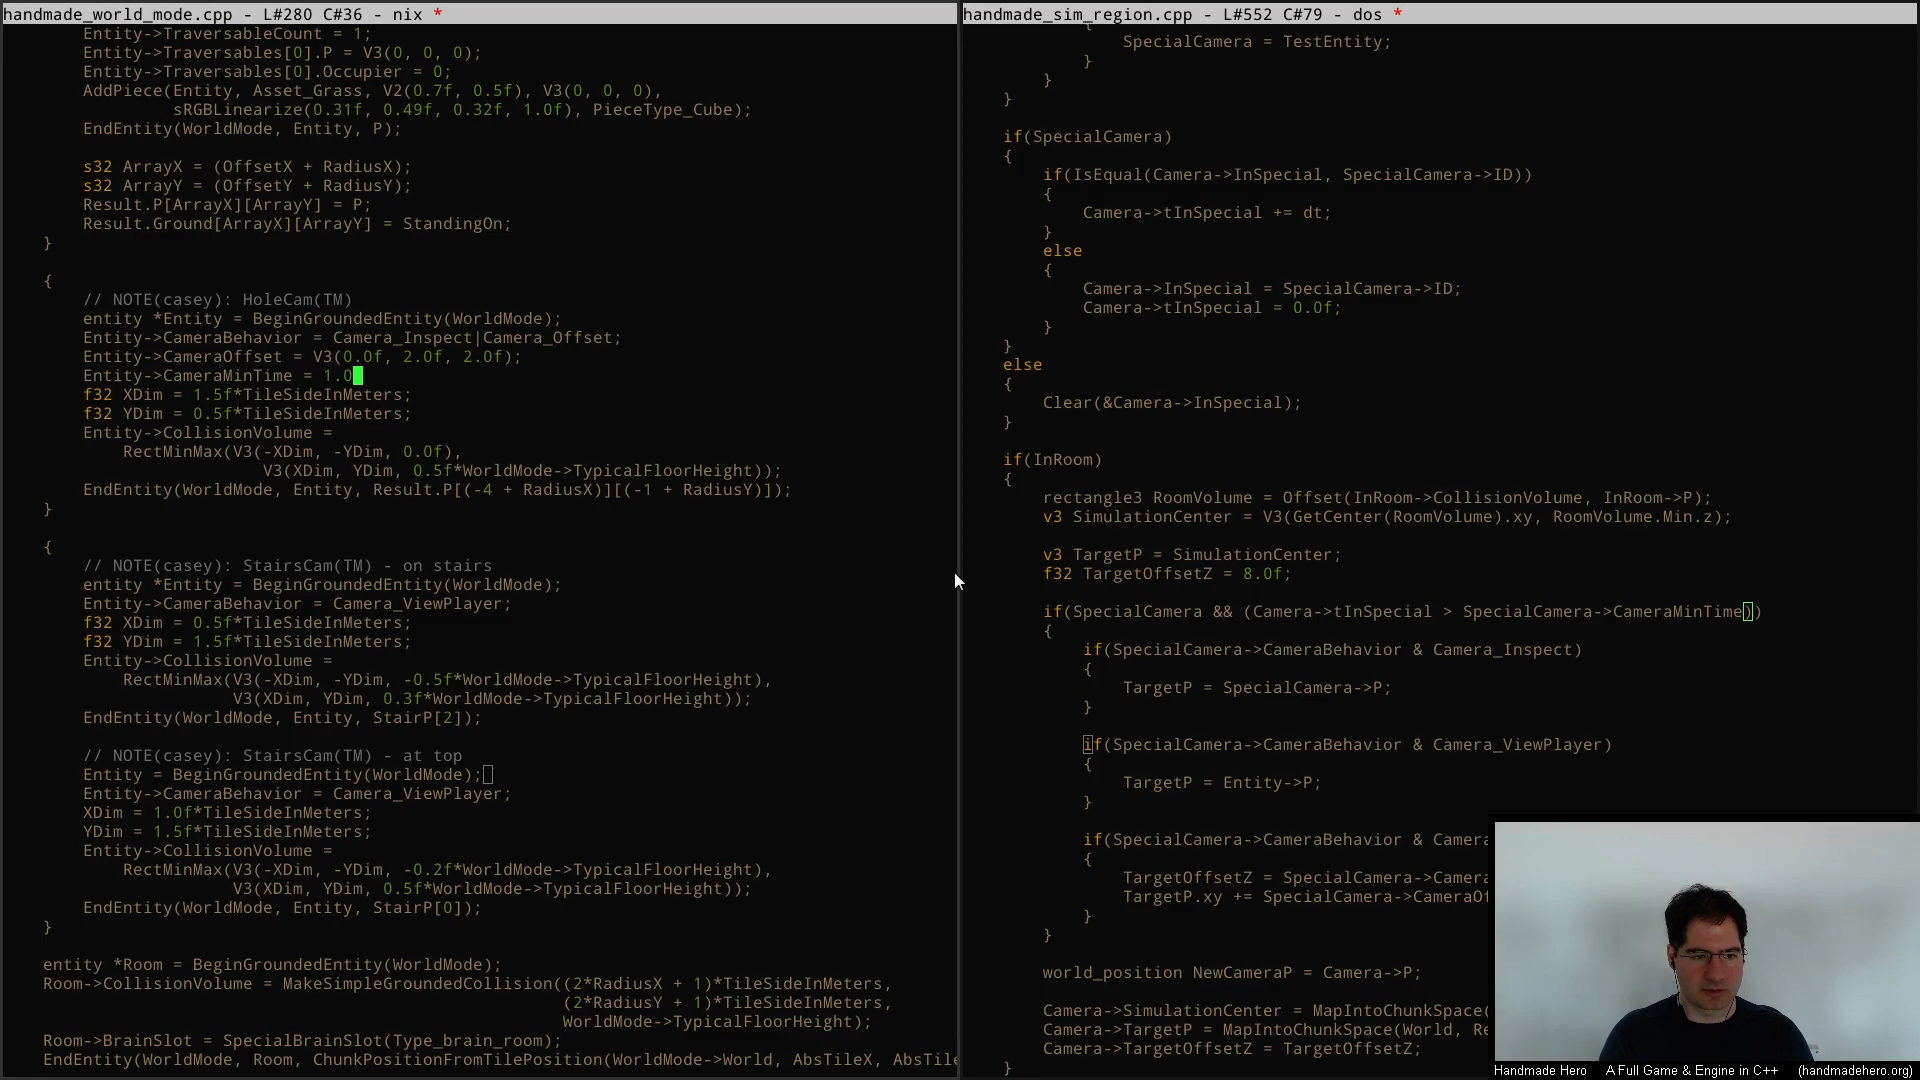 handmade_world_mode.cpp - L#280 C#36 - nix *
Entity->TraversableCount = 1;
Entity->Traversables[0].P = V3(0, 0, 0);
Entity->Traversables[0].Occupier = 0;
AddPiece(Entity, Asset_Grass, V2(0.7f, 0.5f), V3(0, 0, 0),
sRGBLinearize(0.31f, 0.49f, 0.32f, 1.0f), PieceType_Cube);
EndEntity(WorldMode, Entity, P);
s32 ArrayX = (OffsetX + RadiusX);
s32 ArrayY = (OffsetY + RadiusY);
Result.P[ArrayX][ArrayY] = P;
Result.Ground[ArrayX][ArrayY] = StandingOn;
}
{
// NOTE(casey): HoleCam(TM)
entity *Entity = BeginGroundedEntity(WorldMode);
Entity->CameraBehavior = Camera_Inspect|Camera_Offset;
Entity->CameraOffset = V3(0.0f, 2.0f, 2.0f);
Entity->CameraMinTime = 1.0
f32 XDim = 1.5f*TileSideInMeters;
f32 YDim = 0.5f*TileSideInMeters;
Entity->CollisionVolume =
RectMinMax(V3(-XDim, -YDim, 0.0f),
V3(XDim, YDim, 0.5f*WorldMode->TypicalFloorHeight));
EndEntity(WorldMode, Entity, Result.P[(-4 + RadiusX)][(-1 + RadiusY)]);
}
{
// NOTE(casey): StairsCam(TM) - on stairs
entity *Entity = BeginGroundedEntity(WorldMode);
Entity->CameraBehavior = Camera_ViewPlayer;
f32 XDim = 0.5f*TileSideInMeters;
f32 YDim = 1.5f*TileSideInMeters;
Entity->CollisionVolume =
RectMinMax(V3(-XDim, -YDim, -0.5f*WorldMode->TypicalFloorHeight),
V3(XDim, YDim, 0.3f*WorldMode->TypicalFloorHeight));
EndEntity(WorldMode, Entity, StairP[2]);
// NOTE(casey): StairsCam(TM) - at top
Entity = BeginGroundedEntity(WorldMode);
Entity->CameraBehavior = Camera_ViewPlayer;
XDim = 1.0f*TileSideInMeters;
YDim = 1.5f*TileSideInMeters;
Entity->CollisionVolume =
RectMinMax(V3(-XDim, -YDim, -0.2f*WorldMode->TypicalFloorHeight),
V3(XDim, YDim, 0.5f*WorldMode->TypicalFloorHeight));
EndEntity(WorldMode, Entity, StairP[0]);
}
entity *Room = BeginGroundedEntity(WorldMode);
Room->CollisionVolume = MakeSimpleGroundedCollision((2*RadiusX + 1)*TileSideInMeters,
(2*RadiusY + 1)*TileSideInMeters,
WorldMode->TypicalFloorHeight);
Room->BrainSlot = SpecialBrainSlot(Type_brain_room);
EndEntity(WorldMode, Room, ChunkPositionFromTilePosition(WorldMode->World, AbsTileX, AbsTile
handmade_sim_region.cpp - L#552 C#79 - dos *
{
SpecialCamera = TestEntity;
}
}
}
if(SpecialCamera)
{
if(IsEqual(Camera->InSpecial, SpecialCamera->ID))
{
Camera->tInSpecial += dt;
}
else
{
Camera->InSpecial = SpecialCamera->ID;
Camera->tInSpecial = 0.0f;
}
}
else
{
Clear(&Camera->InSpecial);
}
if(InRoom)
{
rectangle3 RoomVolume = Offset(InRoom->CollisionVolume, InRoom->P);
v3 SimulationCenter = V3(GetCenter(RoomVolume).xy, RoomVolume.Min.z);
v3 TargetP = SimulationCenter;
f32 TargetOffsetZ = 8.0f;
if(SpecialCamera && (Camera->tInSpecial > SpecialCamera->CameraMinTime))
{
if(SpecialCamera->CameraBehavior & Camera_Inspect)
{
TargetP = SpecialCamera->P;
}
if(SpecialCamera->CameraBehavior & Camera_ViewPlayer)
{
TargetP = Entity->P;
}
if(SpecialCamera->CameraBehavior & Camera
{
TargetOffsetZ = SpecialCamera->Camera
TargetP.xy += SpecialCamera->CameraOf
}
}
world_position NewCameraP = Camera->P;
Camera->SimulationCenter = MapIntoChunkSpace(
Camera->TargetP = MapIntoChunkSpace(World, Re
Camera->TargetOffsetZ = TargetOffsetZ;
}
Handmade Hero A Full Game & Engine in C++ (handmadehero.org)